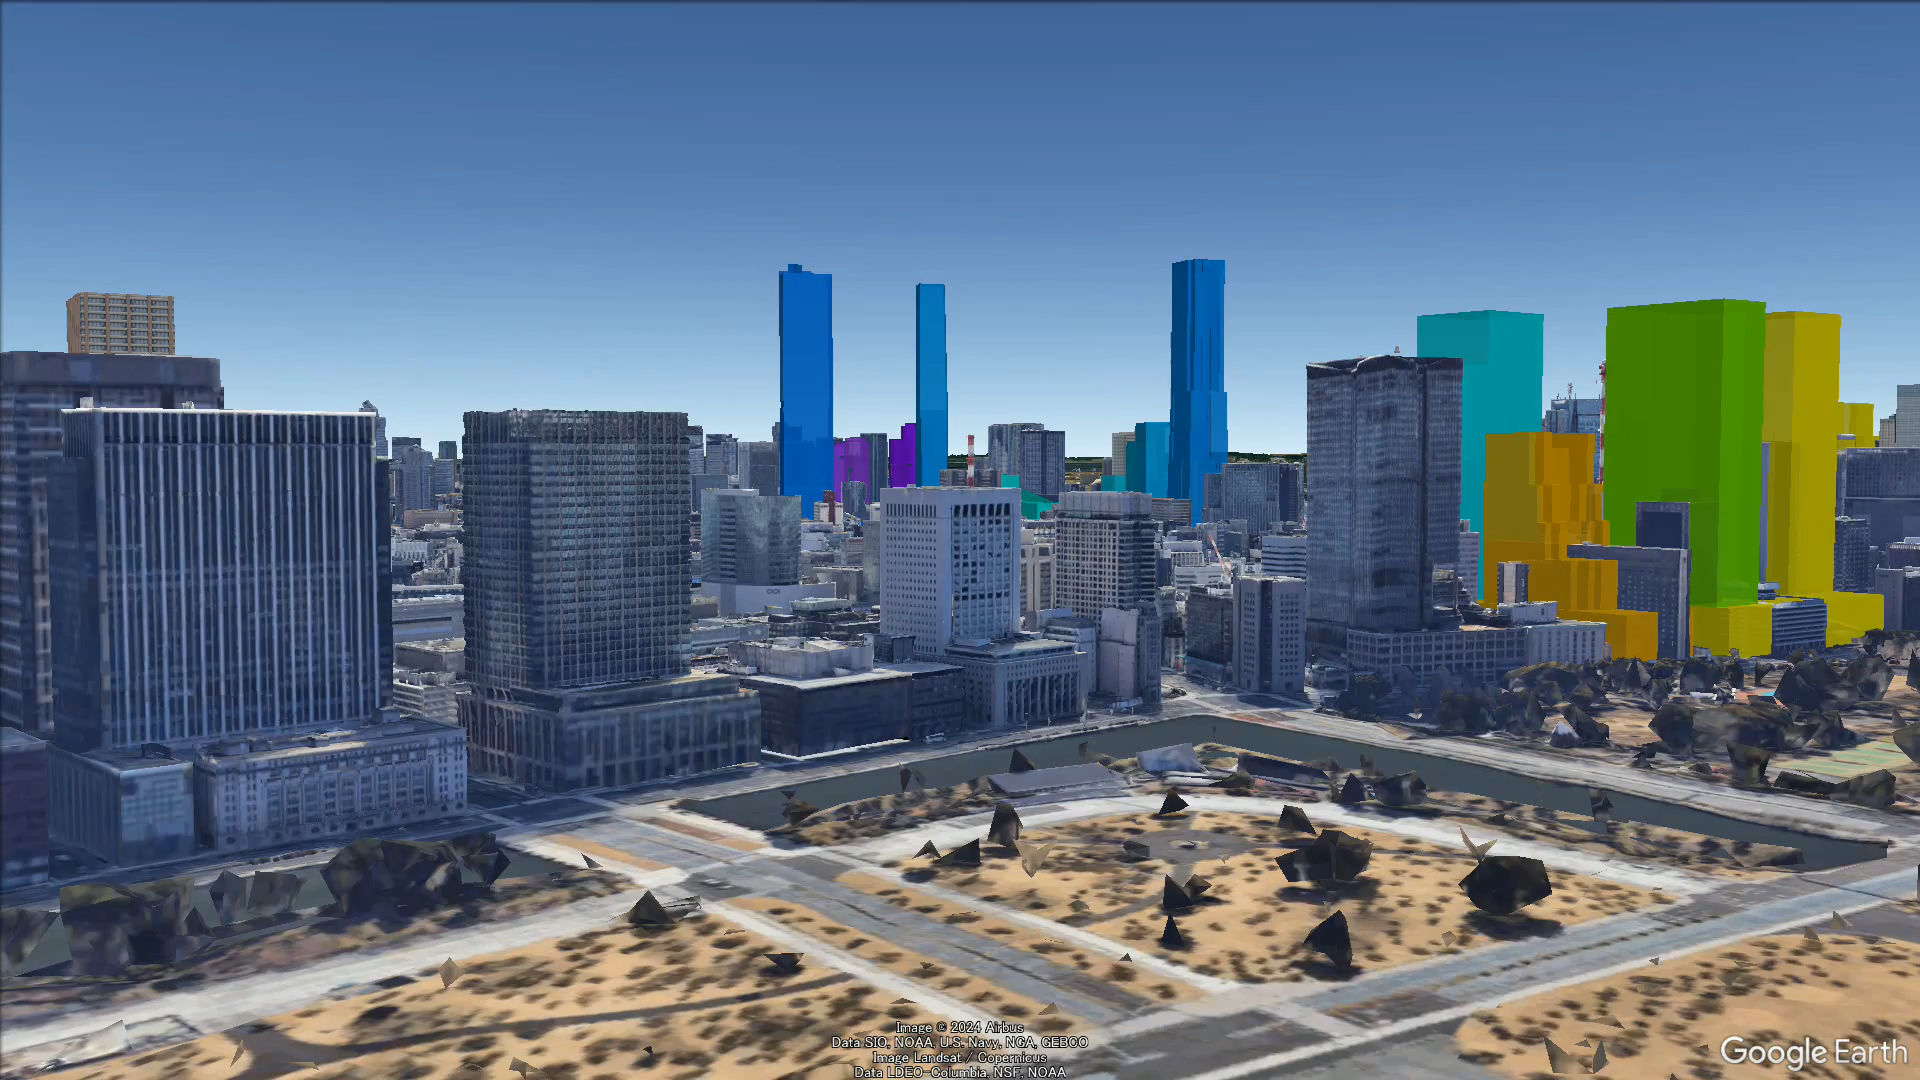 OIOI
Image © 2024 Airbus
Data SIO, NOAA, U.S. Navy, NGA, GEBCO
Image Landsat / Copernicus
Data LDEO-Columbia, NSF, NOAA
Google Earth